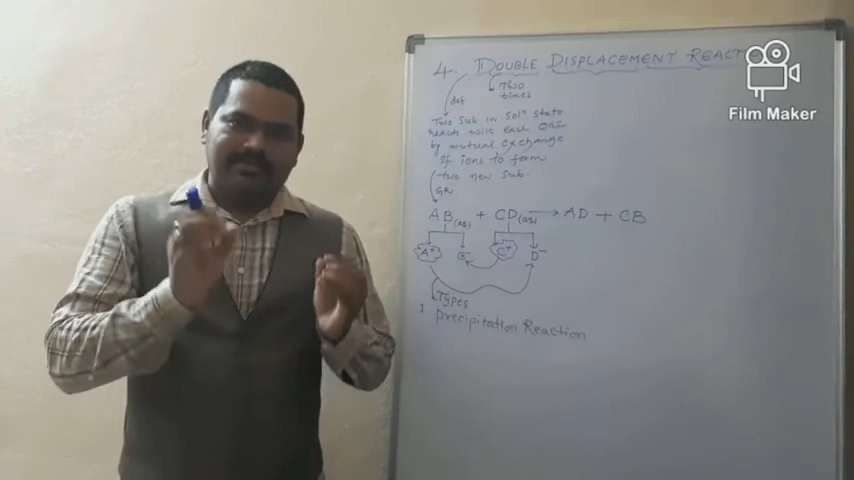 4. DOUBLE DISPLACEMENT REACT
def
Two
times
Two Sub in Solⁿ State
reacts with each Other
by mutual exchange
of ions to form
two new Sub.
GR
AB(aq) + CD(aq) → AD + CB
A⁺ B⁻ C⁺ D⁻
Types
1 Precipitation Reaction
Film Maker